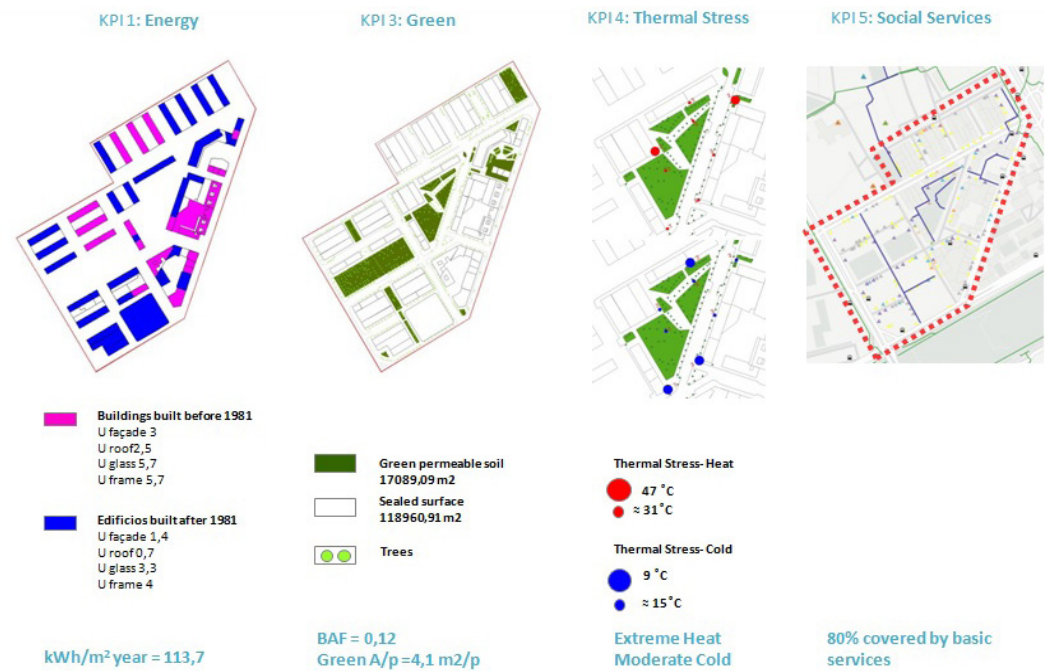 KPI 1: Energy
KPI 3: Green
KPI 4: Thermal Stress
KPI 5: Social Services
Buildings built before 1981
U façade 3
U roof2,5
U glass 5,7
U frame 5,7
Edificios built after 1981
U façade 1,4
U roof 0,7
U glass 3,3
U frame 4
kWh/m² year = 113,7
Green permeable soil
17089,09 m2
Sealed surface
118960,91 m2
Trees
BAF = 0,12
Green A/p =4,1 m2/p
Thermal Stress- Heat
47 ˚C
≈ 31˚C
Thermal Stress- Cold
9 ˚C
≈ 15˚C
Extreme Heat
Moderate Cold
80% covered by basic
services